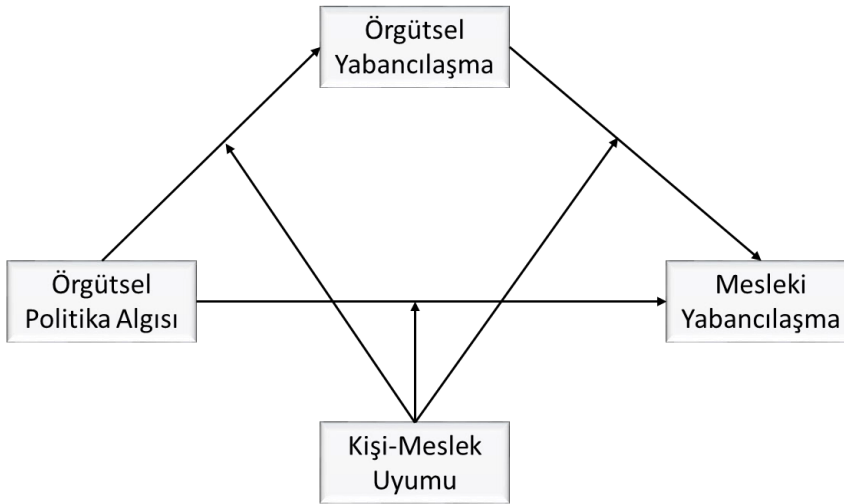 Örgütsel
Yabancılaşma
Örgütsel
Politika Algısı
Mesleki
Yabancılaşma
Kişi-Meslek
Uyumu